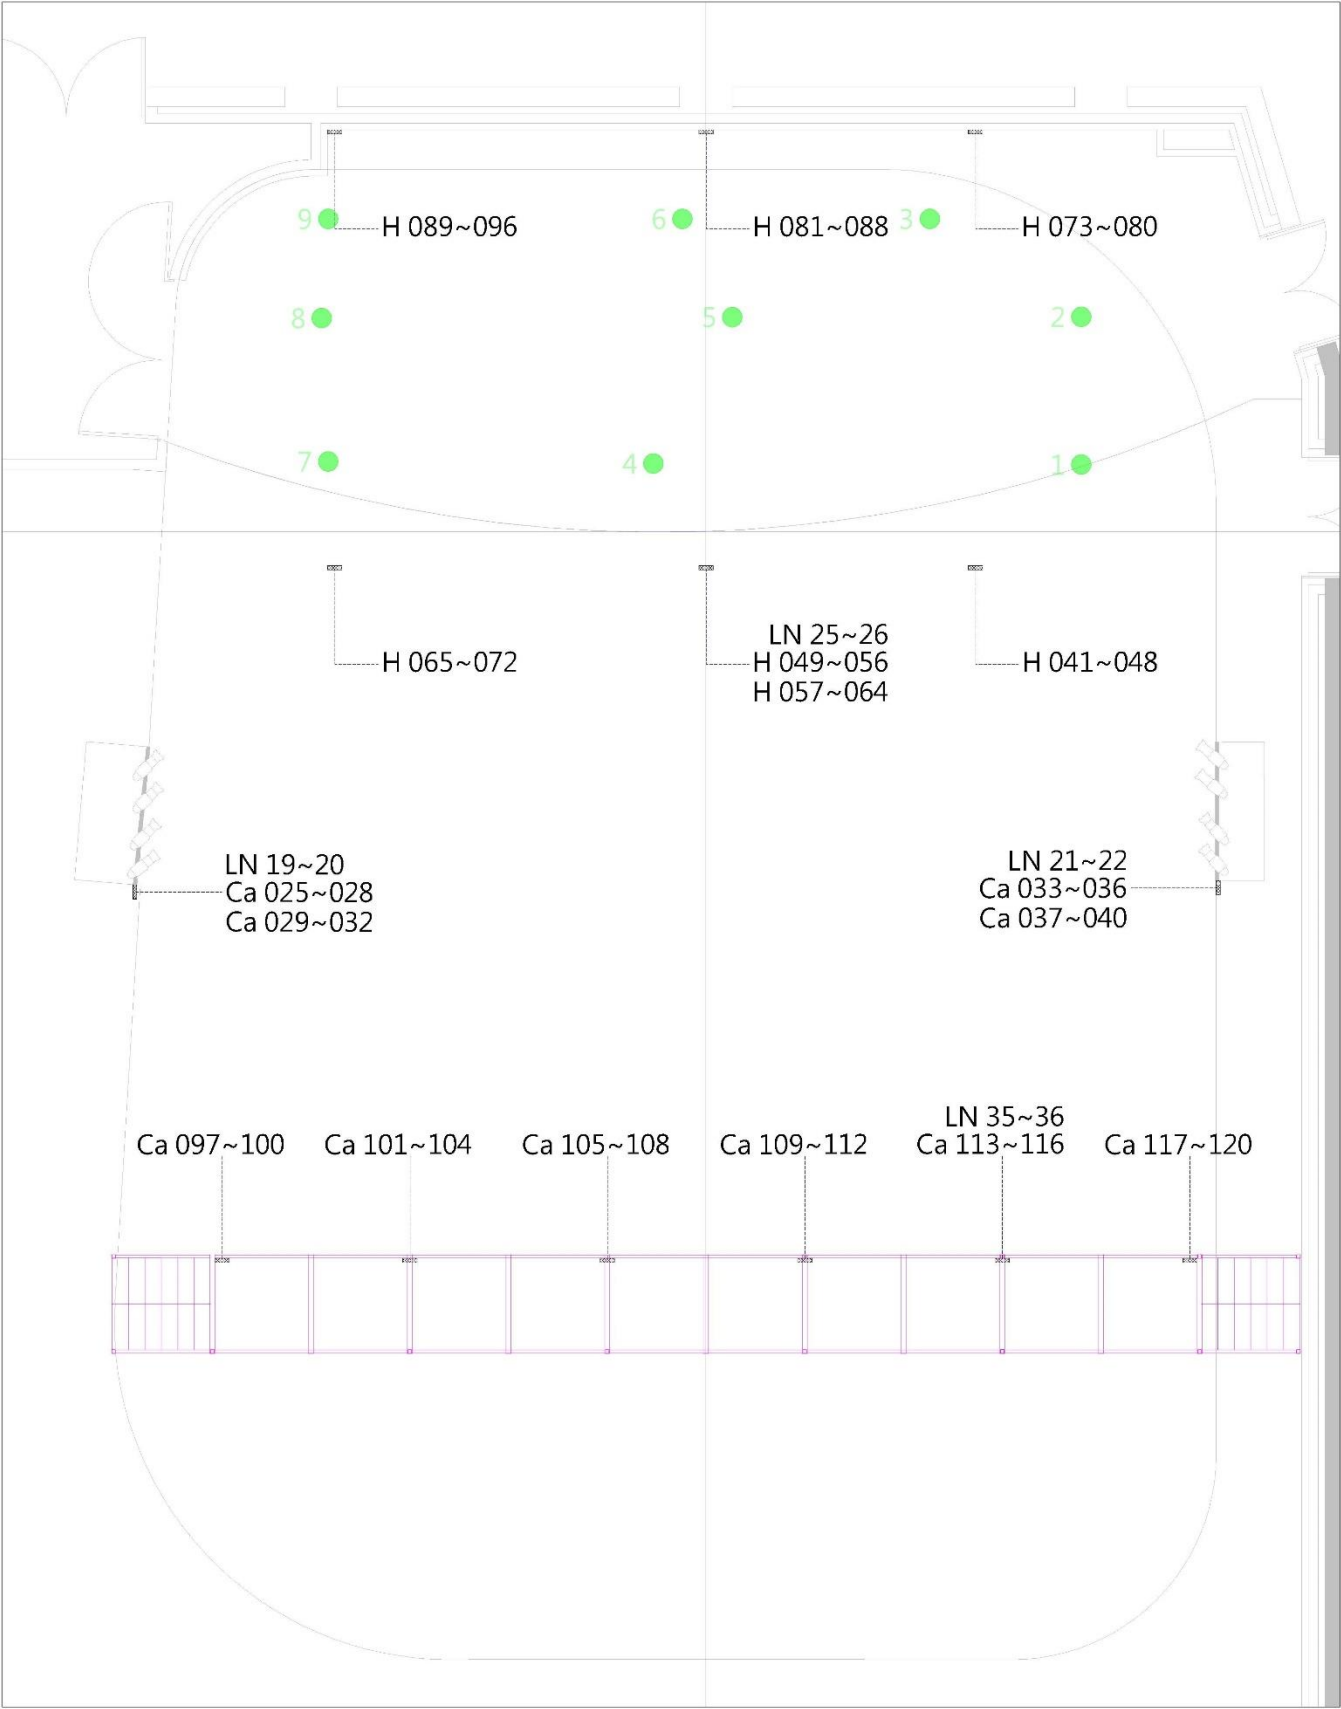 9
H 089~096
6
H 081~088
3
H 073~080
8
5
2
7
4
1
H 065~072
LN 25~26
H 049~056
H 057~064
H 041~048
LN 19~20
Ca 025~028
Ca 029~032
LN 21~22
Ca 033~036
Ca 037~040
Ca 097~100
Ca 101~104
Ca 105~108
Ca 109~112
LN 35~36
Ca 113~116
Ca 117~120